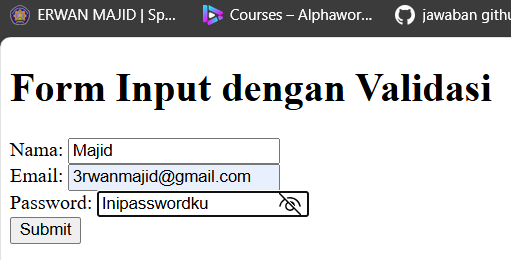 ERWAN MAJID | Sp...
Courses – Alphawor...
jawaban githu
Form Input dengan Validasi
Nama: Majid
Email: 3rwanmajid@gmail.com
Password: Inipasswordku
Submit